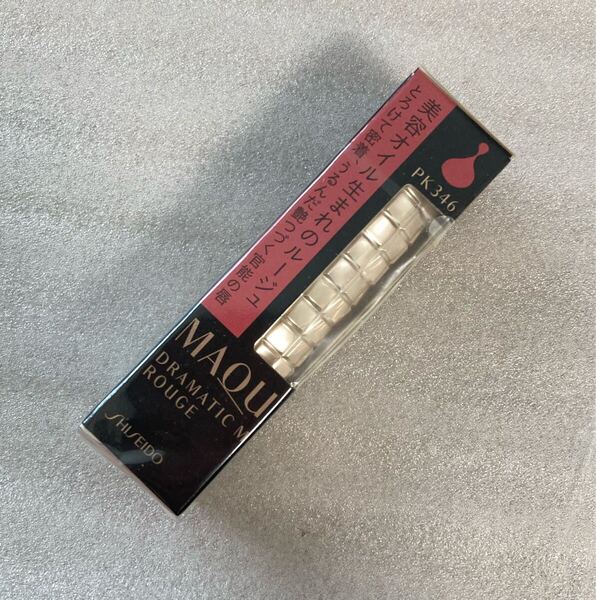 美容オイル生まれのルージュ
とろけて密着、うるんだ艶つづく官能の唇
PK346
MAQU
DRAMATIC M
ROUGE
SHISEIDO